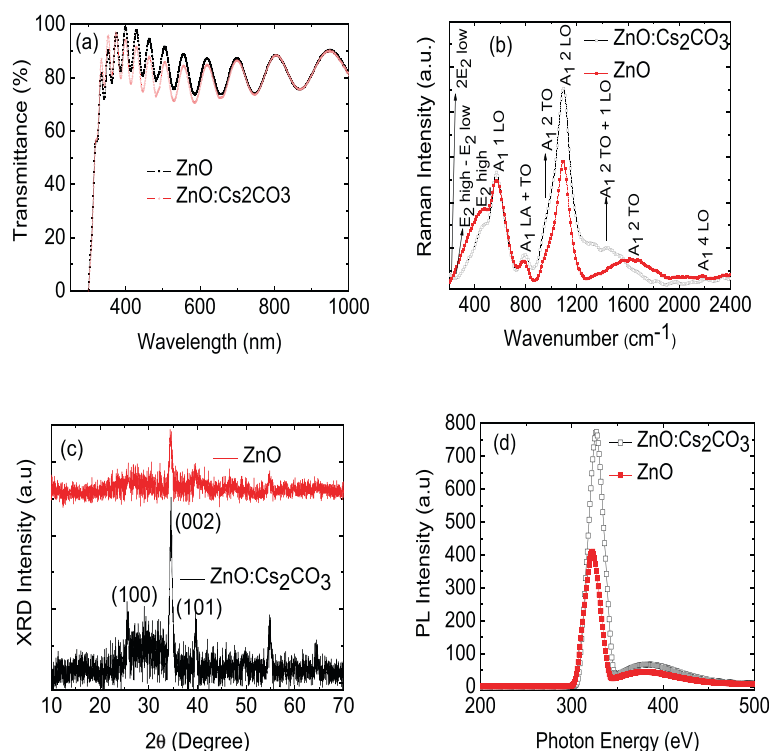 (a)
Transmittance (%)
100
80
60
40
20
0
ZnO
ZnO:Cs2CO3
400 600 800 1000
Wavelength (nm)
(b)
Raman Intensity (a.u.)
ZnO:Cs₂CO₃
ZnO
2E₂ low
E₂ high - E₂ low
E₂ high
A₁ 1 LO
A₁ LA + TO
A₁ 2 TO
A₁ 2 LO
A₁ 2 TO + 1 LO
A₁ 2 TO
A₁ 4 LO
400 800 1200 1600 2000 2400
Wavenumber (cm⁻¹)
(c)
XRD Intensity (a.u)
ZnO
(002)
ZnO:Cs₂CO₃
(100)
(101)
10 20 30 40 50 60 70
2θ (Degree)
(d)
PL Intensity (a.u)
800
700
600
500
400
300
200
100
0
ZnO:Cs₂CO₃
ZnO
200 300 400 500
Photon Energy (eV)